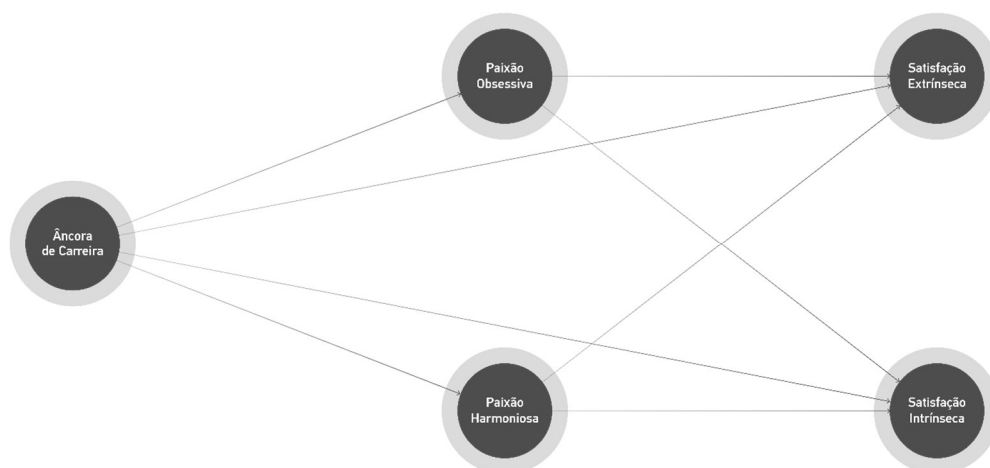 Paixão
Obsessiva
Satisfação
Extrínseca
Âncora
de Carreira
Paixão
Harmoniosa
Satisfação
Intrínseca